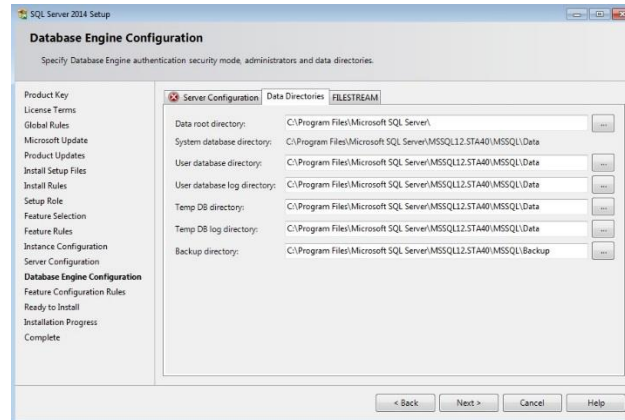 SQL Server 2014 Setup
Database Engine Configuration
Specify Database Engine authentication security mode, administrators and data directories.
Product Key
License Terms
Global Rules
Microsoft Update
Product Updates
Install Setup Files
Install Rules
Setup Role
Feature Selection
Feature Rules
Instance Configuration
Server Configuration
Database Engine Configuration
Feature Configuration Rules
Ready to Install
Installation Progress
Complete
Server Configuration Data Directories FILESTREAM
Data root directory: C:\Program Files\Microsoft SQL Server\ ...
System database directory: C:\Program Files\Microsoft SQL Server\MSSQL12.STA40\MSSQL\Data
User database directory: C:\Program Files\Microsoft SQL Server\MSSQL12.STA40\MSSQL\Data ...
User database log directory: C:\Program Files\Microsoft SQL Server\MSSQL12.STA40\MSSQL\Data ...
Temp DB directory: C:\Program Files\Microsoft SQL Server\MSSQL12.STA40\MSSQL\Data ...
Temp DB log directory: C:\Program Files\Microsoft SQL Server\MSSQL12.STA40\MSSQL\Data ...
Backup directory: C:\Program Files\Microsoft SQL Server\MSSQL12.STA40\MSSQL\Backup ...
< Back Next > Cancel Help